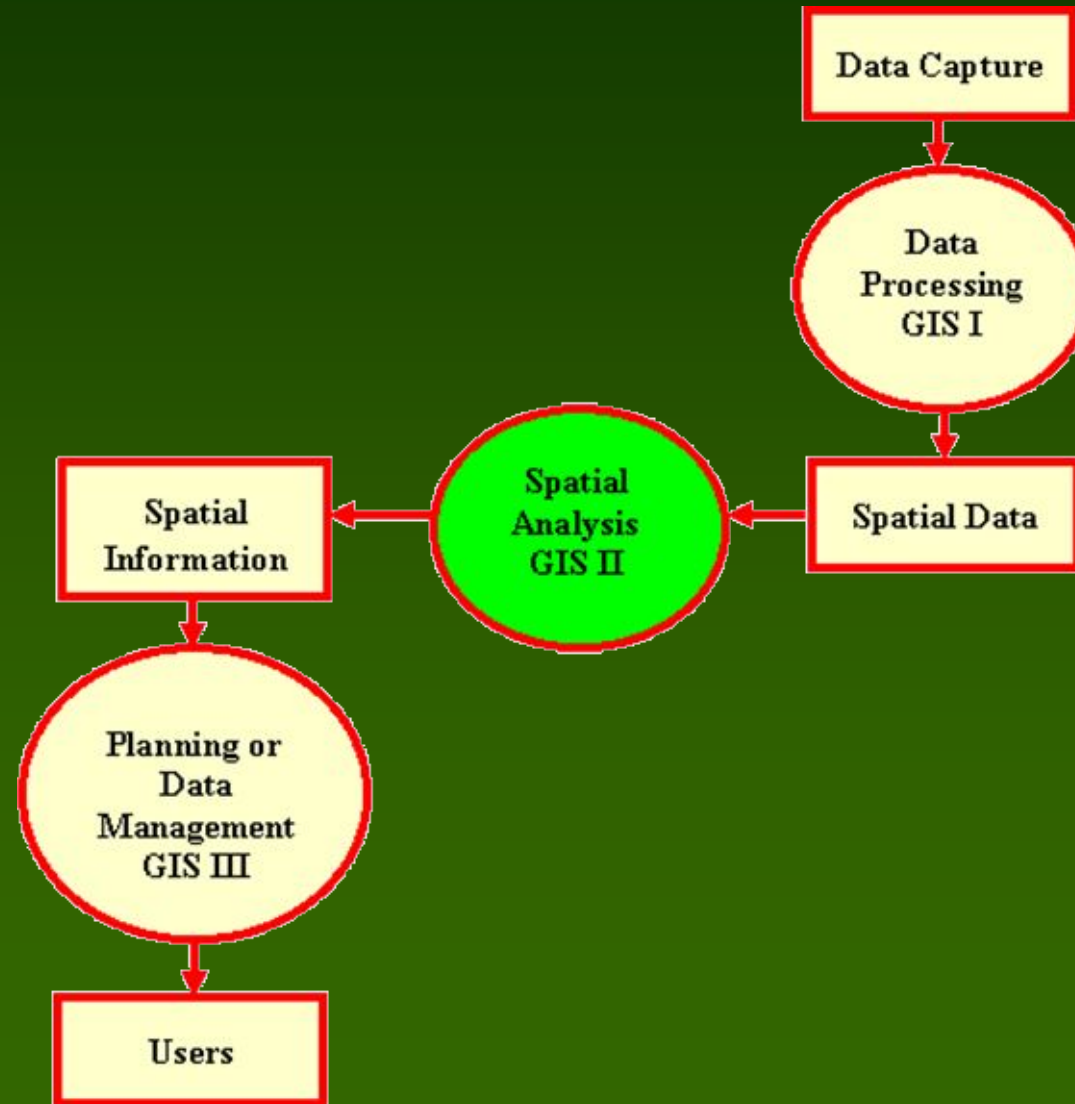 Data Capture
Data
Processing
GIS I
Spatial Data
Spatial
Analysis
GIS II
Spatial
Information
Planning or
Data
Management
GIS III
Users